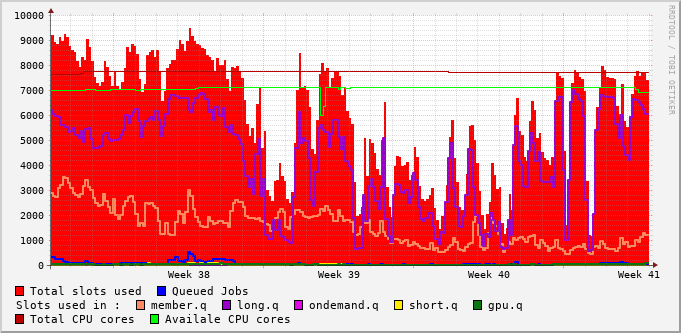 10000
9000
8000
7000
6000
5000
4000
3000
2000
1000
0
Week 38 Week 39 Week 40 Week 41
RRDTOOL / TOBI OETIKER
Total slots used Queued Jobs
Slots used in : member.q long.q ondemand.q short.q gpu.q
Total CPU cores Availale CPU cores